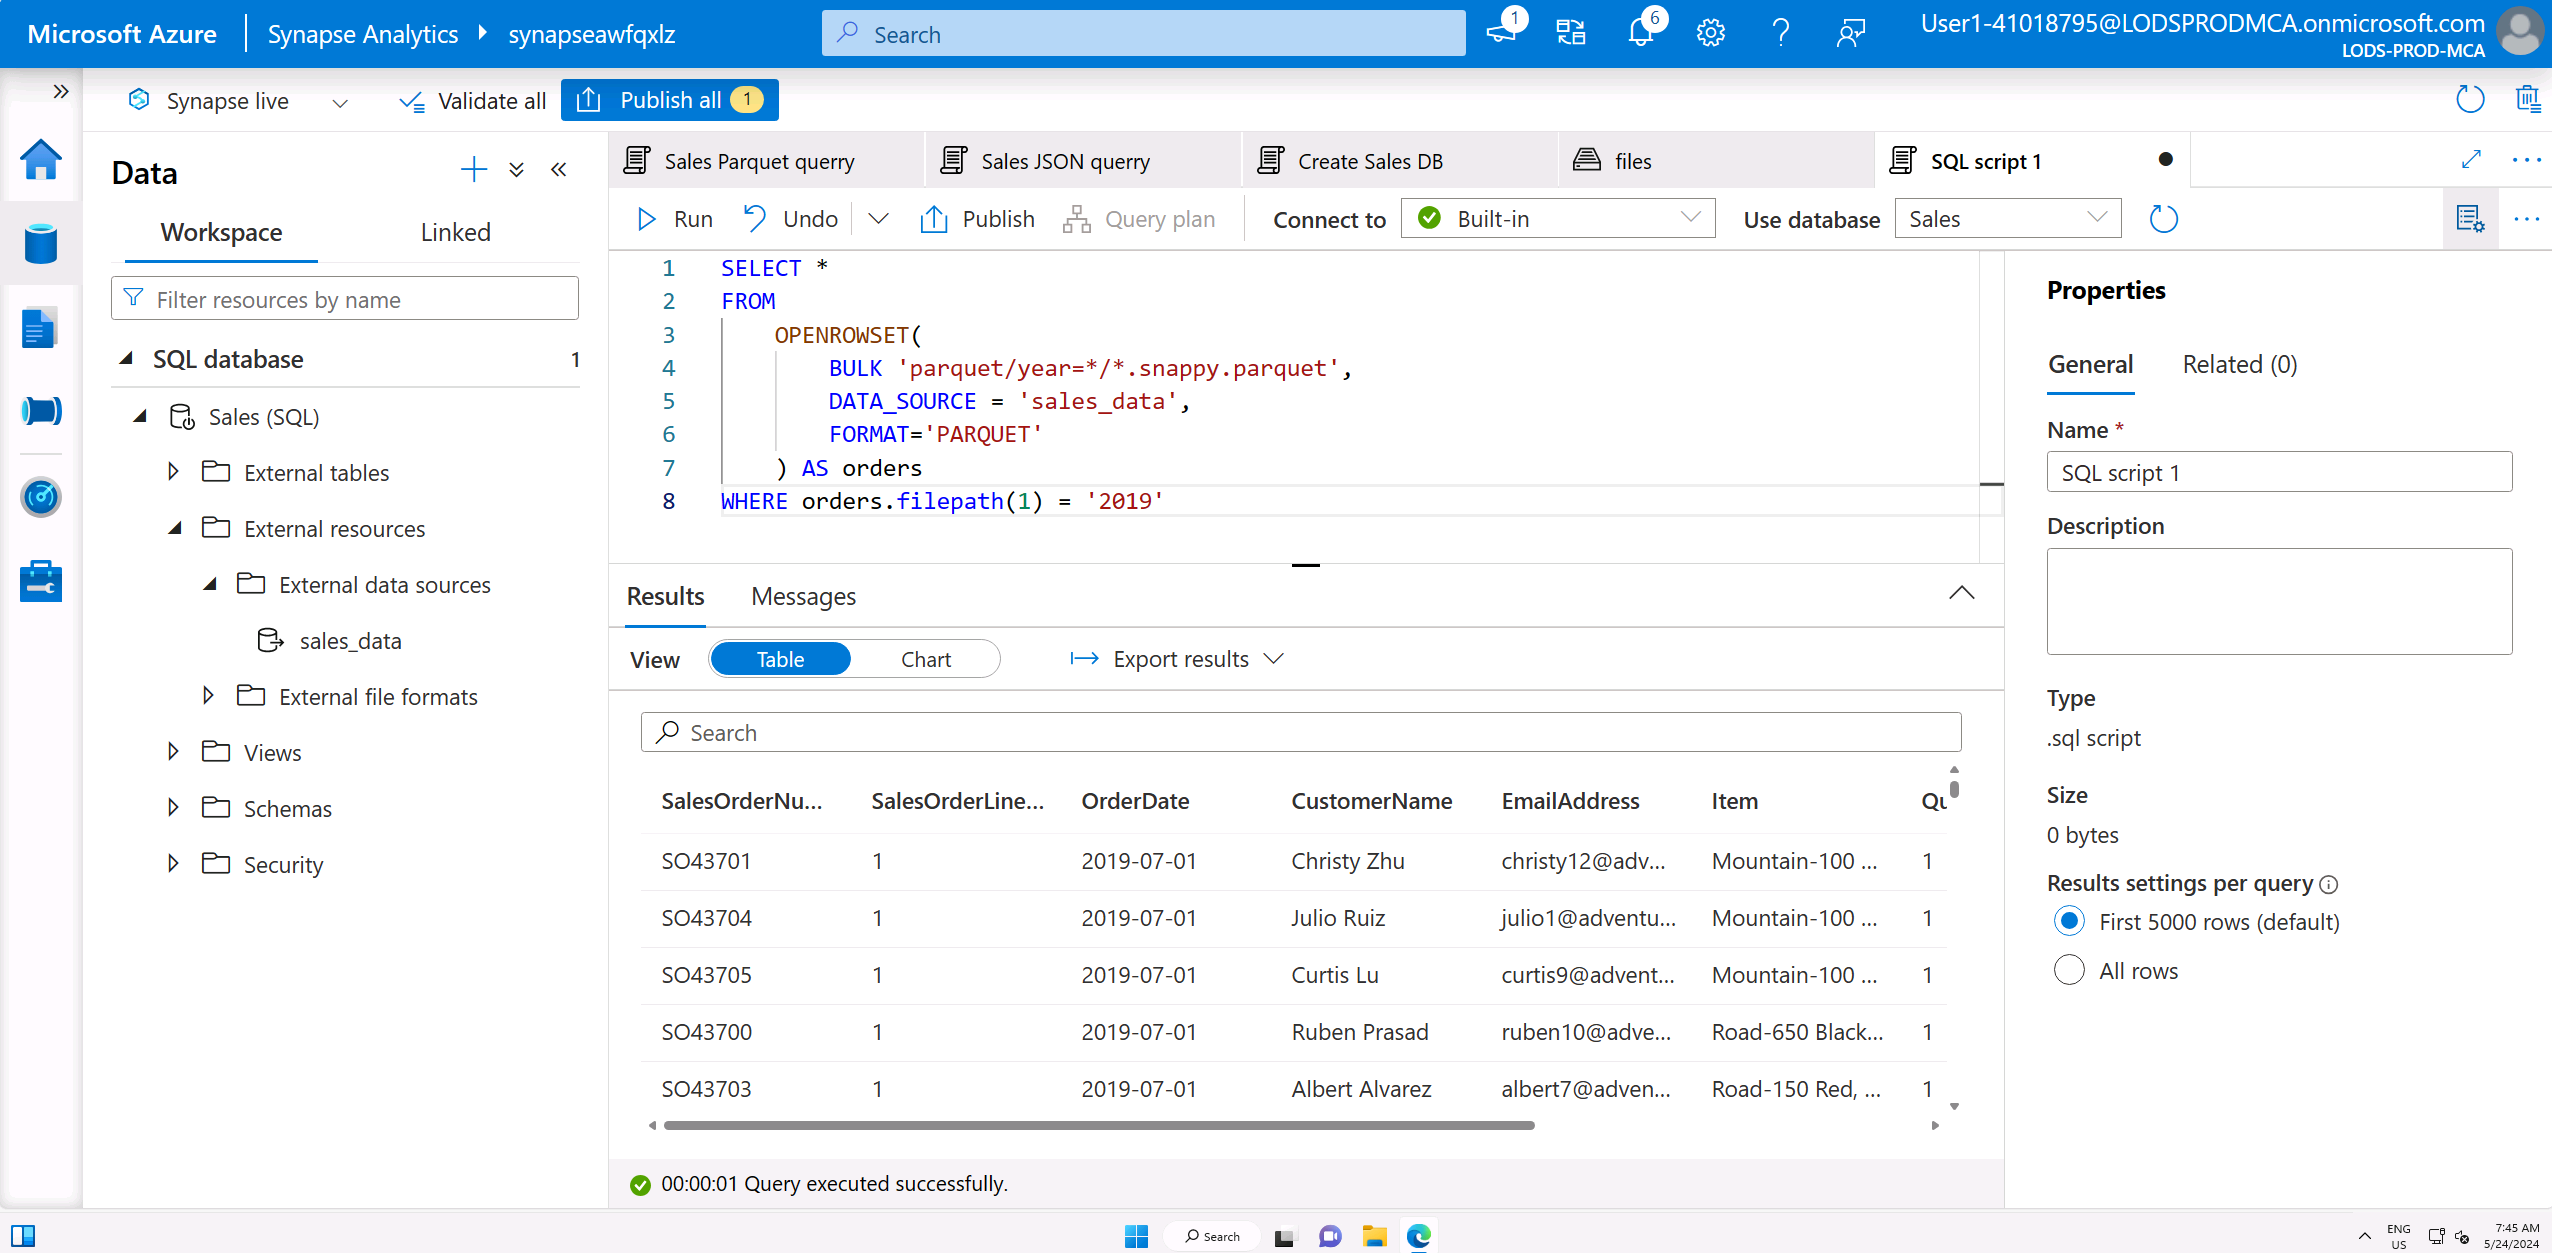 Microsoft Azure | Synapse Analytics synapseawfqxlz
Search
1
6
User1-41018795@LODSPRODMCA.onmicrosoft.com
LODS-PROD-MCA
Synapse live
Validate all
Publish all 1
Data
Workspace Linked
Filter resources by name
SQL database 1
Sales (SQL)
External tables
External resources
External data sources
sales_data
External file formats
Views
Schemas
Security
Sales Parquet querry
Sales JSON querry
Create Sales DB
files
SQL script 1
Run Undo Publish Query plan Connect to Built-in Use database Sales
1 SELECT *
2 FROM
3 OPENROWSET(
4 BULK 'parquet/year=*/*.snappy.parquet',
5 DATA_SOURCE = 'sales_data',
6 FORMAT='PARQUET'
7 ) AS orders
8 WHERE orders.filepath(1) = '2019'
Results Messages
View Table Chart Export results
Search
SalesOrderNu... SalesOrderLine... OrderDate CustomerName EmailAddress Item Qu
SO43701 1 2019-07-01 Christy Zhu christy12@adv... Mountain-100 ... 1
SO43704 1 2019-07-01 Julio Ruiz julio1@adventu... Mountain-100 ... 1
SO43705 1 2019-07-01 Curtis Lu curtis9@advent... Mountain-100 ... 1
SO43700 1 2019-07-01 Ruben Prasad ruben10@adve... Road-650 Black... 1
SO43703 1 2019-07-01 Albert Alvarez albert7@adven... Road-150 Red, ... 1
00:00:01 Query executed successfully.
Properties
General Related (0)
Name *
SQL script 1
Description
Type
.sql script
Size
0 bytes
Results settings per query
First 5000 rows (default)
All rows
Search
ENG
US
7:45 AM
5/24/2024